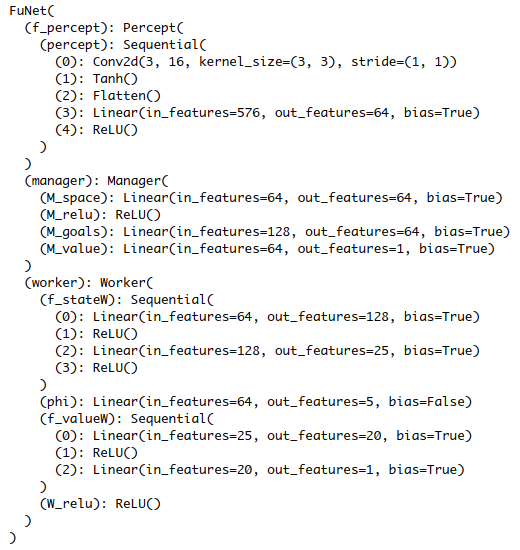 FuNet(
  (f_percept): Percept(
    (percept): Sequential(
      (0): Conv2d(3, 16, kernel_size=(3, 3), stride=(1, 1))
      (1): Tanh()
      (2): Flatten()
      (3): Linear(in_features=576, out_features=64, bias=True)
      (4): ReLU()
    )
  )
  (manager): Manager(
    (M_space): Linear(in_features=64, out_features=64, bias=True)
    (M_relu): ReLU()
    (M_goals): Linear(in_features=128, out_features=64, bias=True)
    (M_value): Linear(in_features=64, out_features=1, bias=True)
  )
  (worker): Worker(
    (f_stateW): Sequential(
      (0): Linear(in_features=64, out_features=128, bias=True)
      (1): ReLU()
      (2): Linear(in_features=128, out_features=25, bias=True)
      (3): ReLU()
    )
    (phi): Linear(in_features=64, out_features=5, bias=False)
    (f_valueW): Sequential(
      (0): Linear(in_features=25, out_features=20, bias=True)
      (1): ReLU()
      (2): Linear(in_features=20, out_features=1, bias=True)
    )
    (W_relu): ReLU()
  )
)